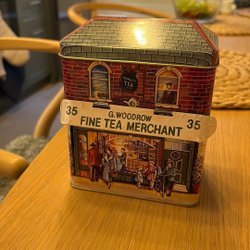 G. WOODROW
35 FINE TEA MERCHANT 35